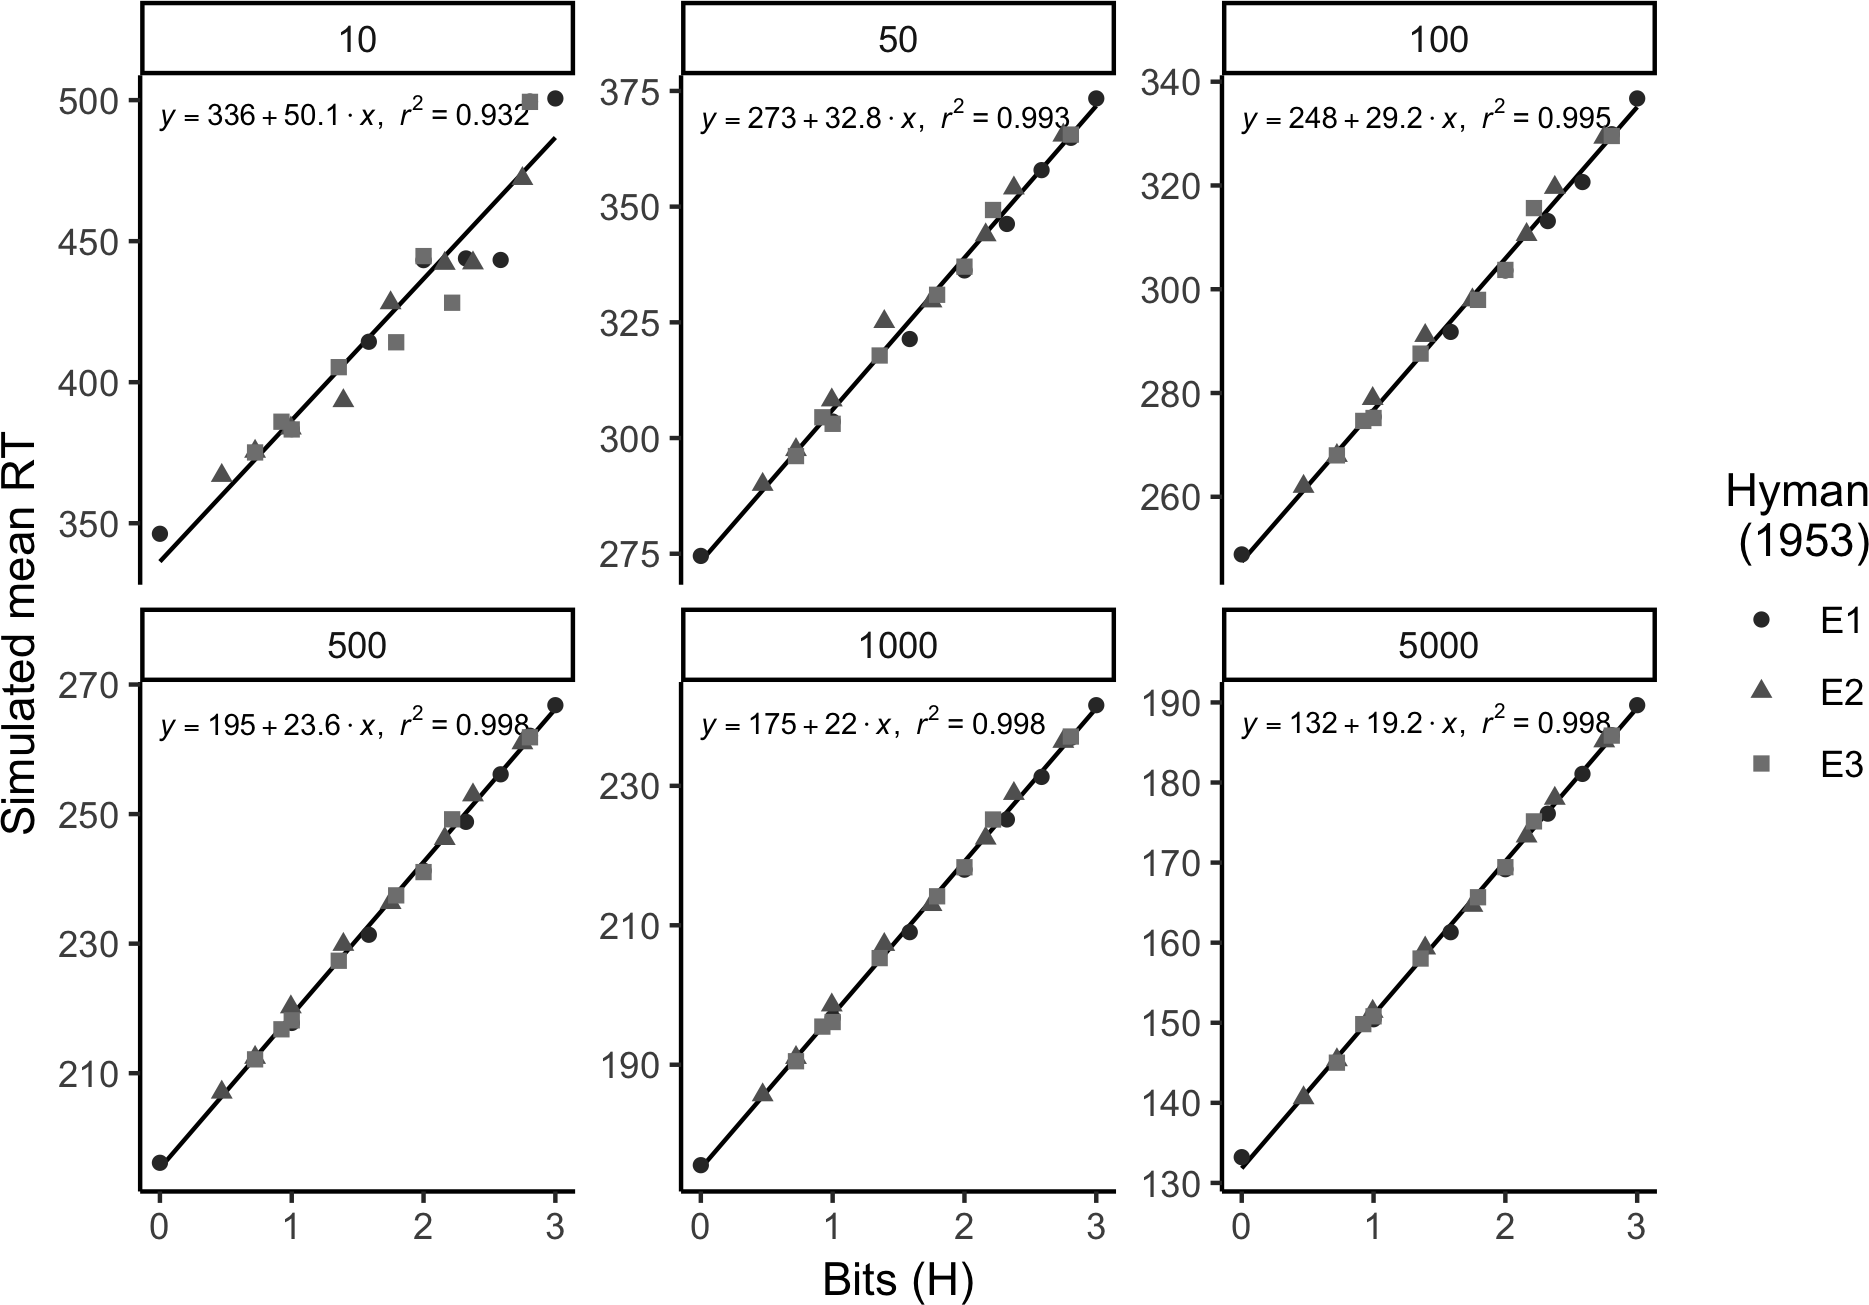 10
50
100
500
450
400
350
y = 336 + 50.1 · x, r² = 0.932
375
350
325
300
275
y = 273 + 32.8 · x, r² = 0.993
340
320
300
280
260
y = 248 + 29.2 · x, r² = 0.995
Simulated mean RT
500
1000
5000
270
250
230
210
y = 195 + 23.6 · x, r² = 0.998
230
210
190
y = 175 + 22 · x, r² = 0.998
190
180
170
160
150
140
130
y = 132 + 19.2 · x, r² = 0.998
0 1 2 3
0 1 2 3
0 1 2 3
Bits (H)
Hyman
(1953)
E1
E2
E3